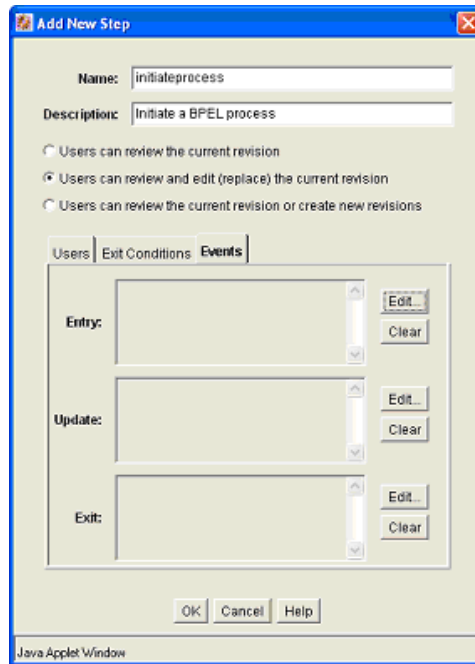 Add New Step
Name: initiateprocess
Description: Initiate a BPEL process
Users can review the current revision
Users can review and edit (replace) the current revision
Users can review the current revision or create new revisions
Users Exit Conditions Events
Entry: Edit...
Clear
Update: Edit...
Clear
Exit: Edit...
Clear
OK Cancel Help
Java Applet Window